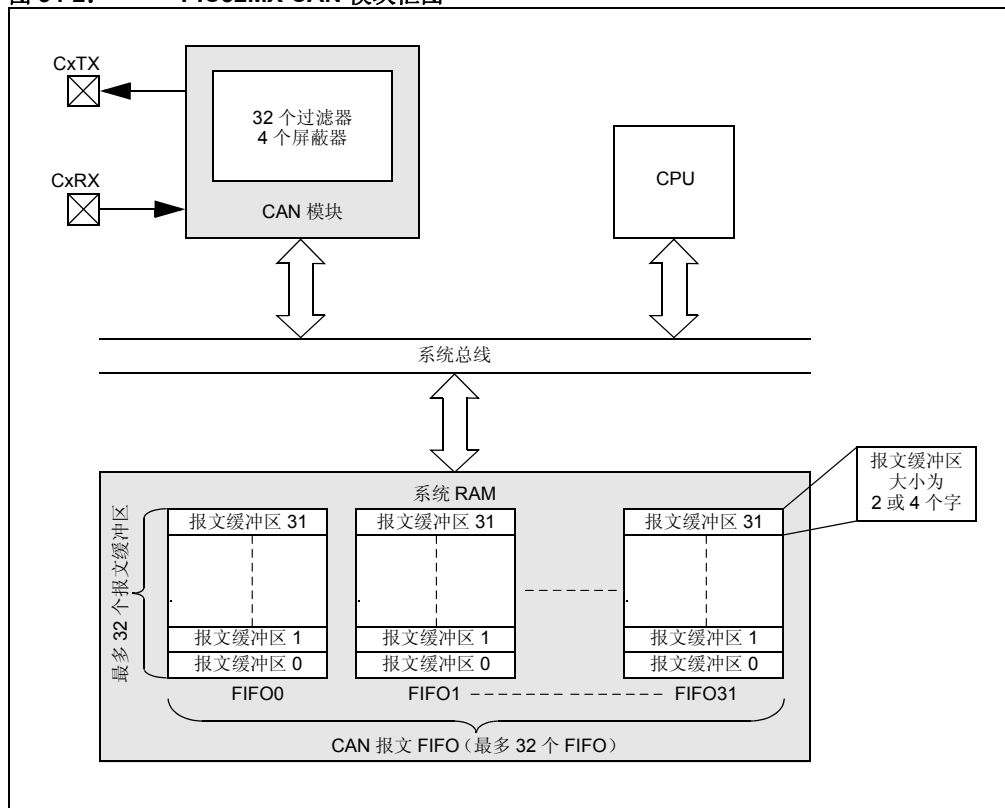 CxTX
CxRX
32 个过滤器
4 个屏蔽器
CAN 模块
CPU
系统总线
系统 RAM
报文缓冲区
大小为
2 或 4 个字
最多 32 个报文缓冲区
报文缓冲区 31
报文缓冲区 31
报文缓冲区 31
报文缓冲区 1
报文缓冲区 1
报文缓冲区 1
报文缓冲区 0
报文缓冲区 0
报文缓冲区 0
FIFO0
FIFO1
FIFO31
CAN 报文 FIFO（最多 32 个 FIFO）